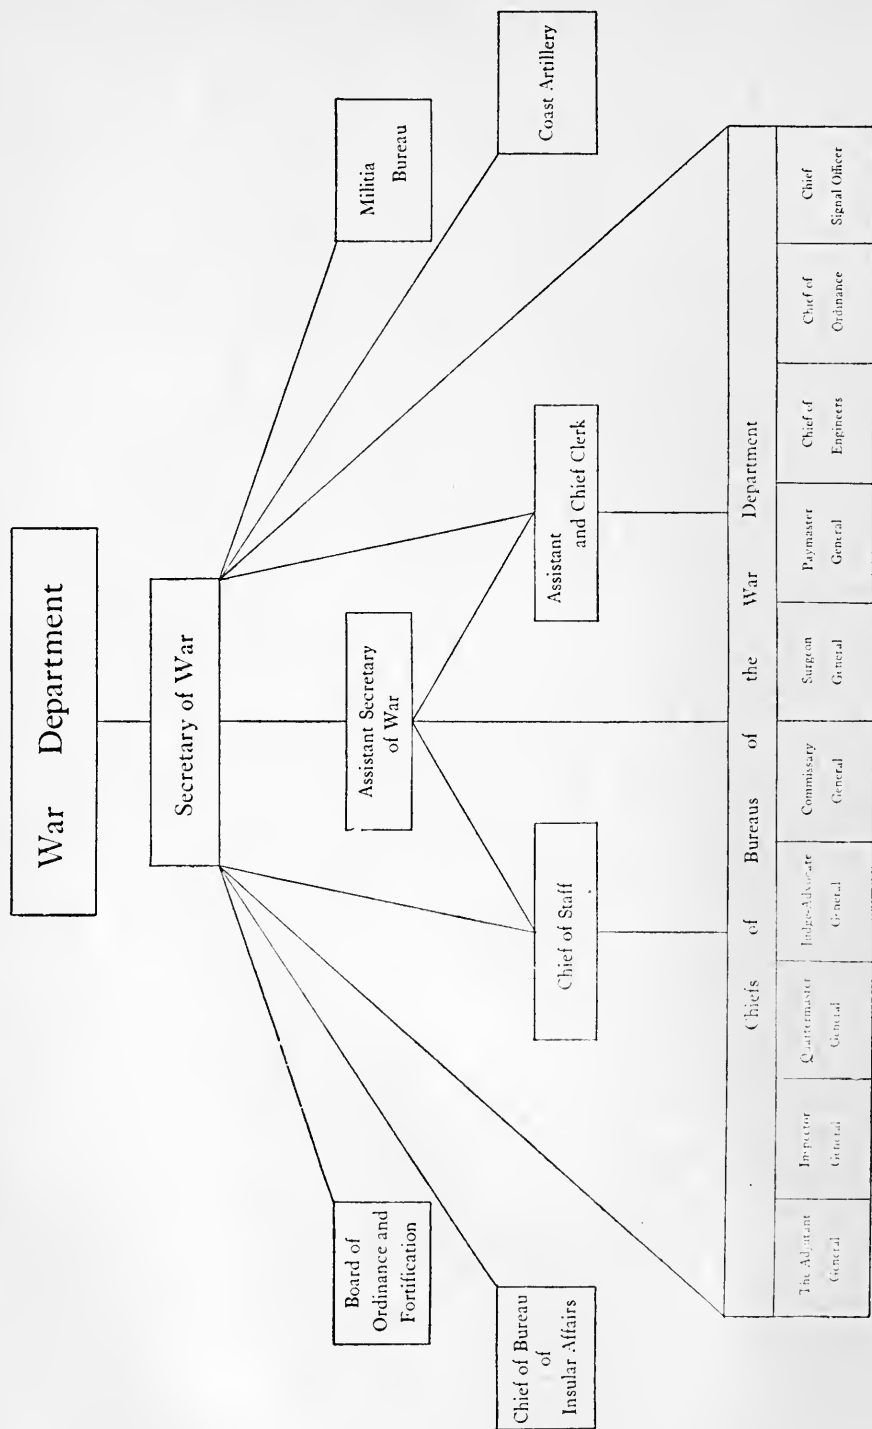 War Department
Secretary of War
Assistant Secretary
of War
Board of
Ordinance and
Fortification
Militia
Bureau
Chief of Bureau
of
Insular Affairs
Coast Artillery
Chief of Staff
Assistant
and Chief Clerk
Chiefs of Bureaus of the War Department
The Adjutant
General
Inspector
General
Quartermaster
General
Judge-Advocate
General
Commissary
General
Surgeon
General
Paymaster
General
Chief of
Engineers
Chief of
Ordinance
Chief
Signal Officer